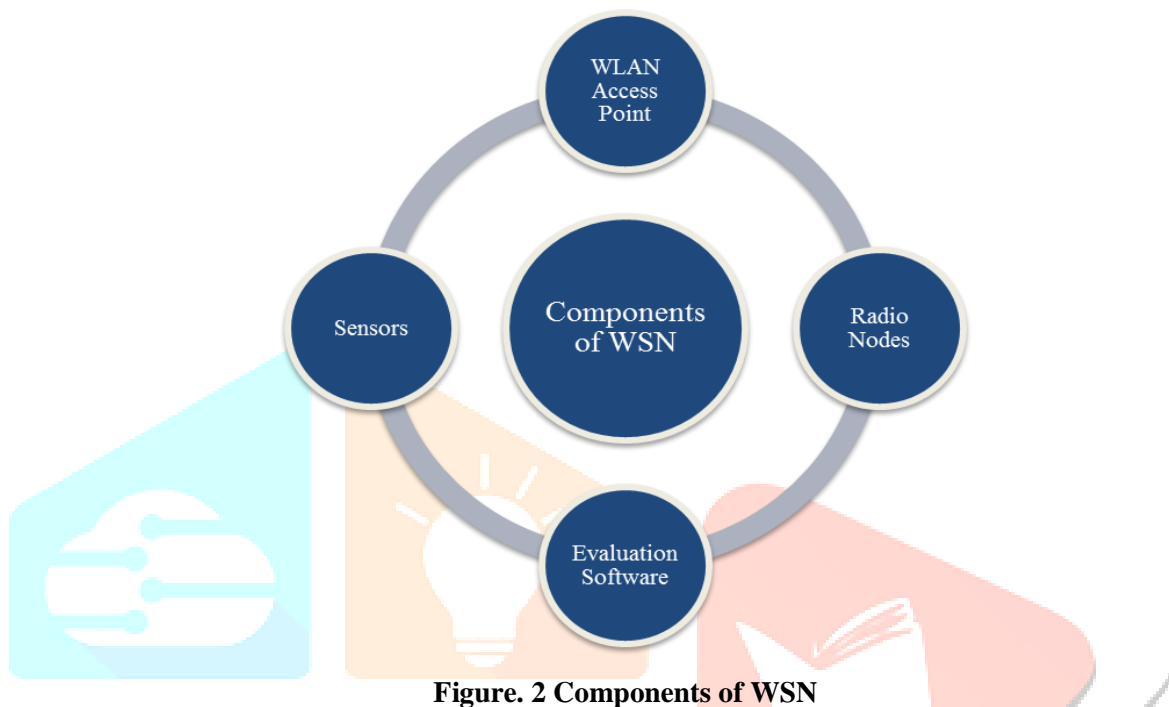 WLAN
Access
Point
Sensors
Components
of WSN
Radio
Nodes
Evaluation
Software
Figure. 2 Components of WSN